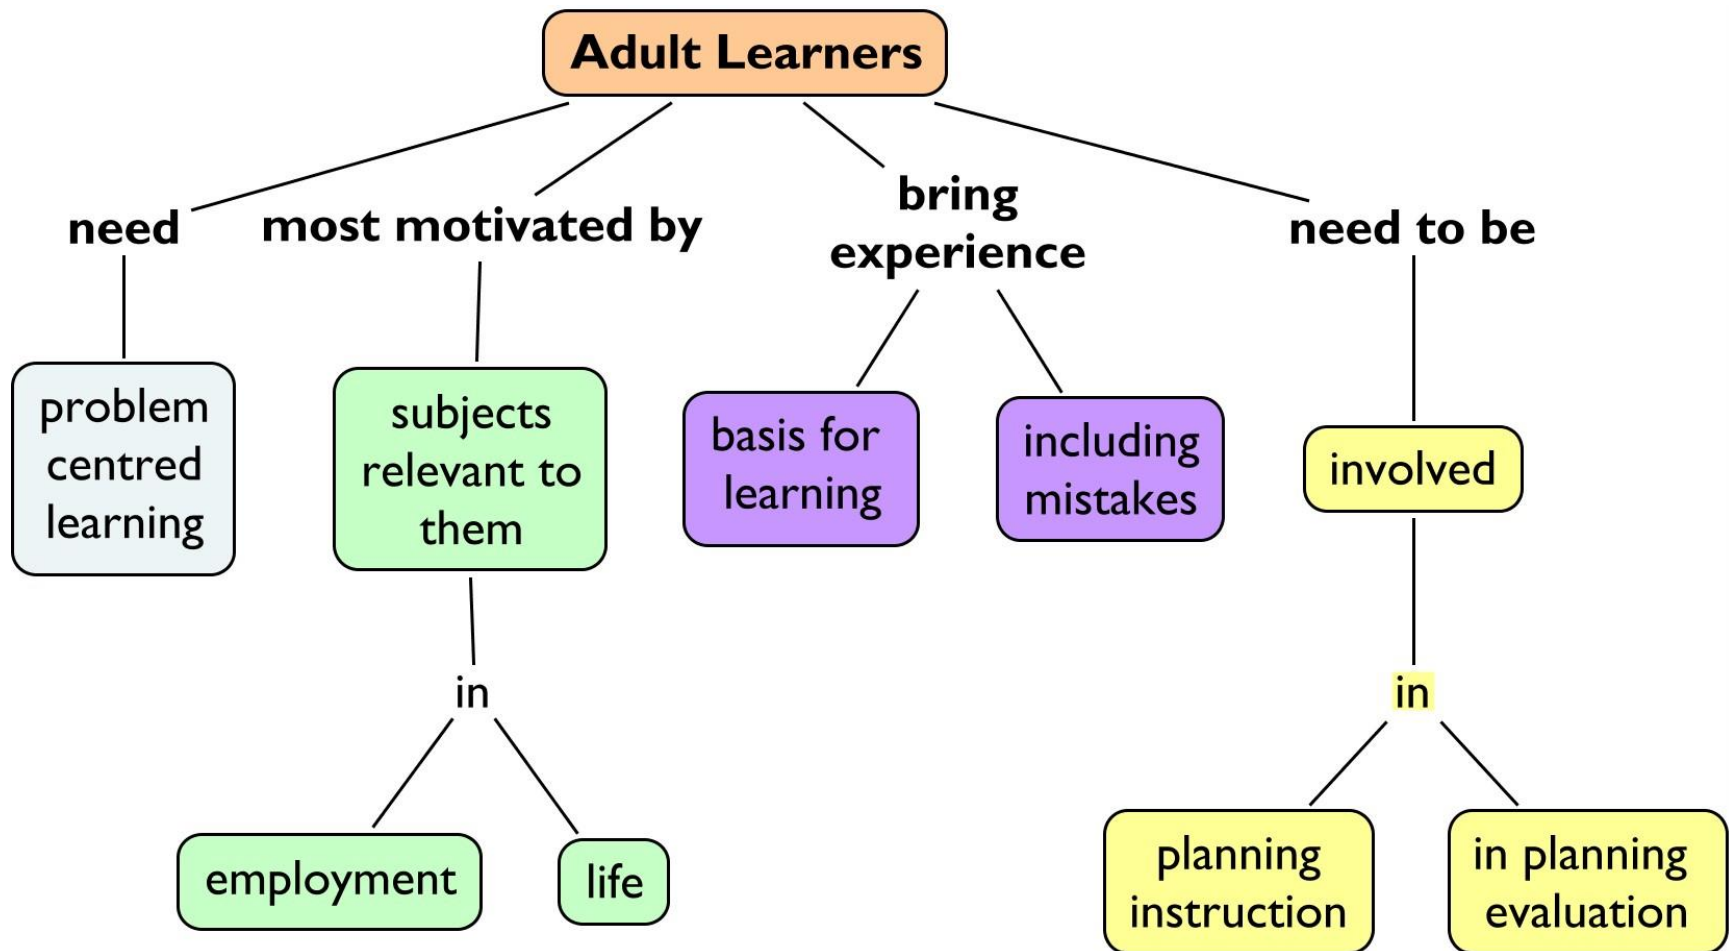 Adult Learners
need
most motivated by
bring
experience
need to be
problem
centred
learning
subjects
relevant to
them
basis for
learning
including
mistakes
involved
in
in
employment
life
planning
instruction
in planning
evaluation